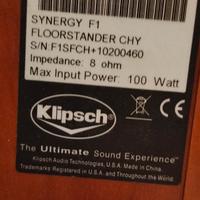 SYNERGY F1
FLOORSTANDER CHY
S/N:F1SFCH+10200460
Impedance: 8 ohm
Max Input Power: 100 Watt
Klipsch®
CE
The Ultimate Sound Experience™
Klipsch Audio Technologies, U.S.A. Made in China.
Trademarks Registered in U.S.A. and Throughout the World.